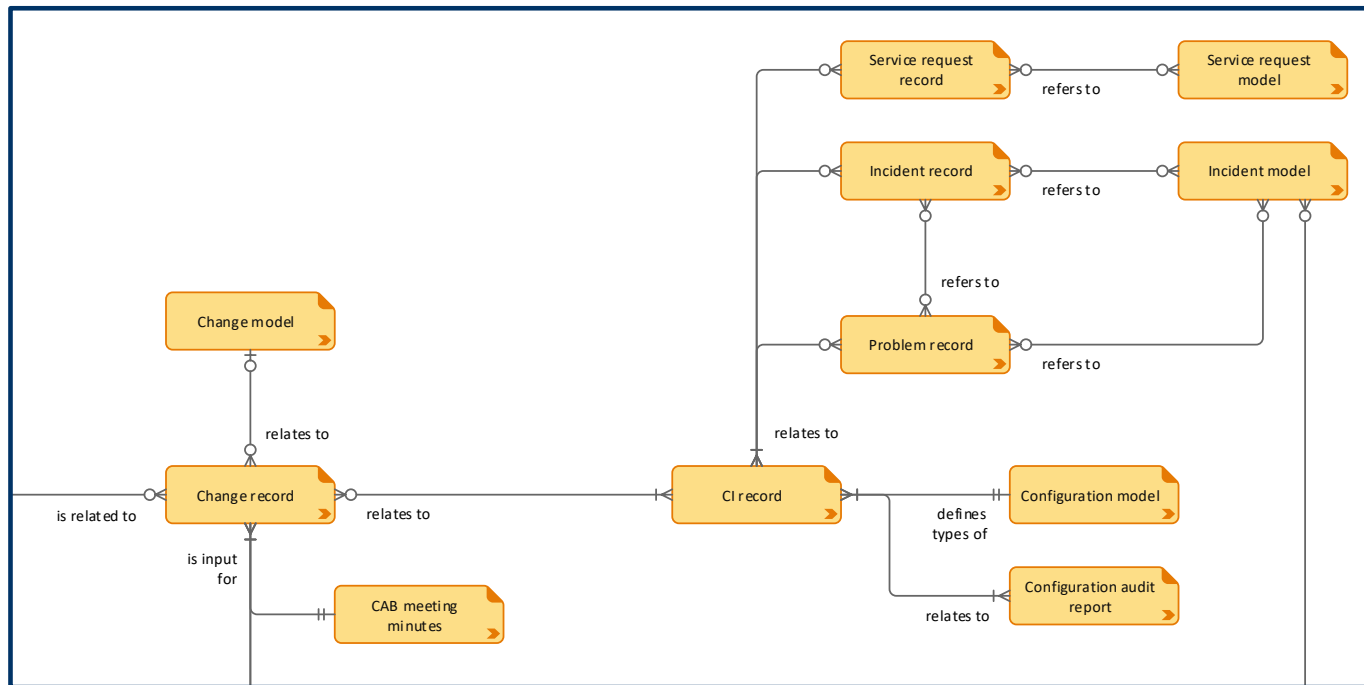 Service request
record
Service request
model
refers to
Incident record
Incident model
refers to
refers to
Change model
Problem record
refers to
relates to
relates to
Change record
CI record
Configuration model
is related to
relates to
defines
types of
is input
for
CAB meeting
minutes
Configuration audit
report
relates to